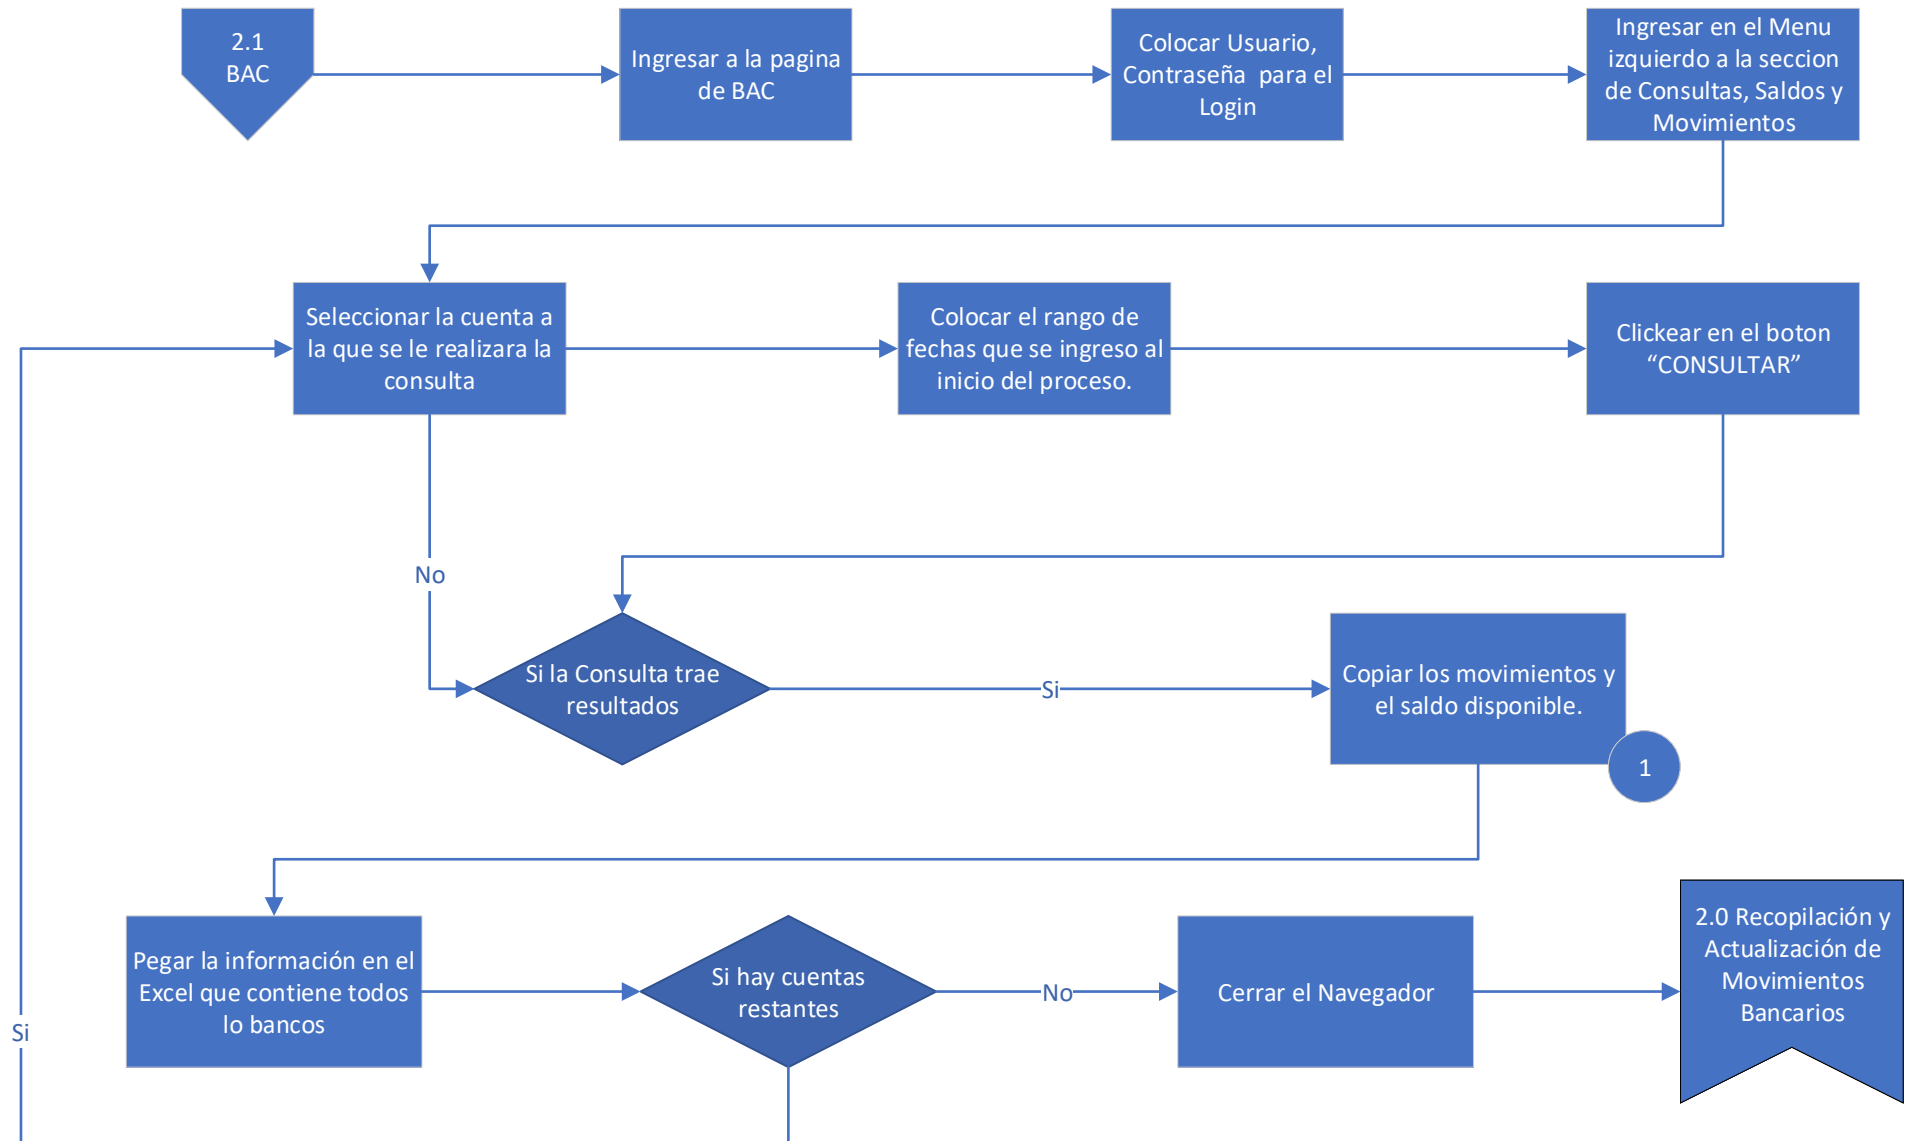 2.1
BAC
Ingresar a la pagina
de BAC
Colocar Usuario,
Contraseña para el
Login
Ingresar en el Menu
izquierdo a la seccion
de Consultas, Saldos y
Movimientos
Seleccionar la cuenta a
la que se le realizara la
consulta
Colocar el rango de
fechas que se ingreso al
inicio del proceso.
Clickear en el boton
“CONSULTAR”
No
Si la Consulta trae
resultados
Si
Copiar los movimientos y
el saldo disponible.
1
Pegar la información en el
Excel que contiene todos
lo bancos
Si hay cuentas
restantes
No
Cerrar el Navegador
2.0 Recopilación y
Actualización de
Movimientos
Bancarios
Si